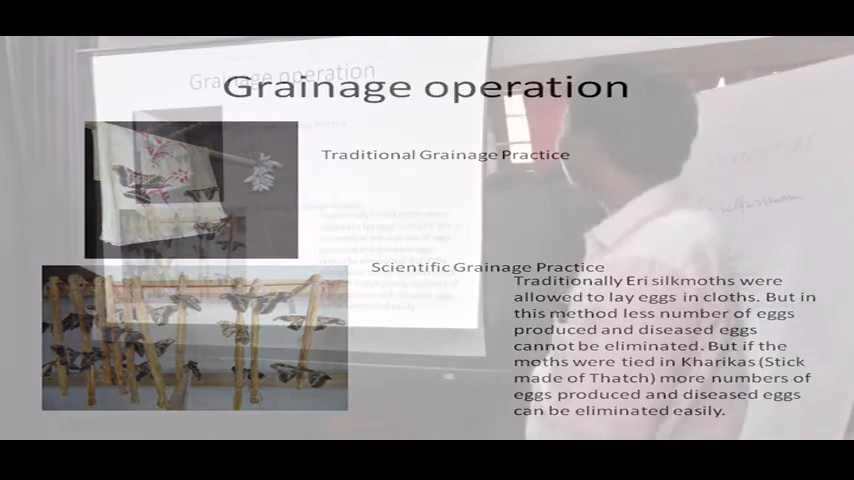 Grainage operation
Grainage operation
Traditional Grainage Practice
Scientific Grainage Practice
Traditionally Eri silkmoths were
allowed to lay eggs in cloths. But in
this method less number of eggs
produced and diseased eggs
cannot be eliminated. But if the
moths were tied in Kharikas (Stick
made of Thatch) more numbers of
eggs produced and diseased eggs
can be eliminated easily.